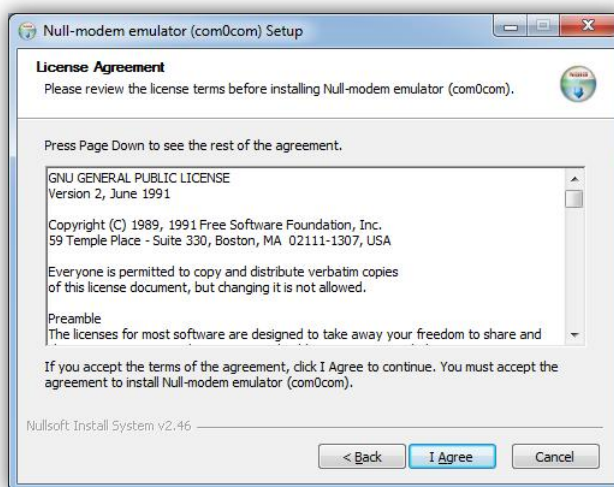 Null-modem emulator (com0com) Setup
License Agreement
Please review the license terms before installing Null-modem emulator (com0com).
Press Page Down to see the rest of the agreement.
GNU GENERAL PUBLIC LICENSE
Version 2, June 1991
Copyright (C) 1989, 1991 Free Software Foundation, Inc.
59 Temple Place - Suite 330, Boston, MA  02111-1307, USA
Everyone is permitted to copy and distribute verbatim copies
of this license document, but changing it is not allowed.
Preamble
The licenses for most software are designed to take away your freedom to share and
If you accept the terms of the agreement, click I Agree to continue. You must accept the
agreement to install Null-modem emulator (com0com).
Nullsoft Install System v2.46
< Back
I Agree
Cancel